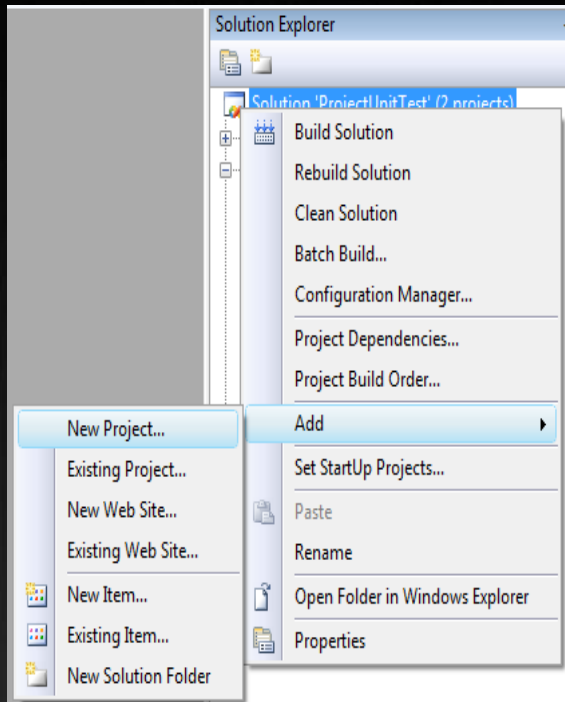 Solution Explorer
Solution 'ProjectUnitTest' (2 projects)
Build Solution
Rebuild Solution
Clean Solution
Batch Build...
Configuration Manager...
Project Dependencies...
Project Build Order...
Add
Set StartUp Projects...
Paste
Rename
Open Folder in Windows Explorer
Properties
New Project...
Existing Project...
New Web Site...
Existing Web Site...
New Item...
Existing Item...
New Solution Folder